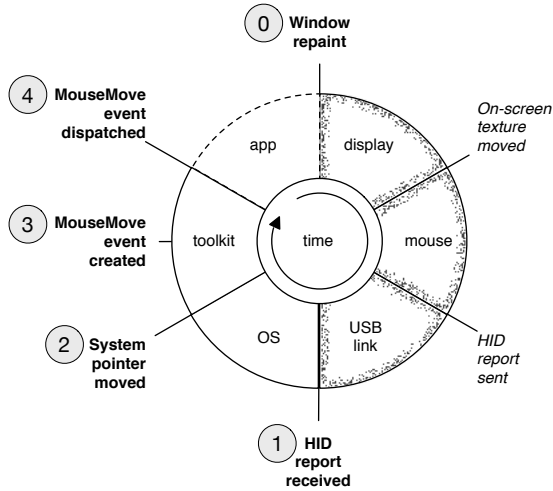 0 Window
repaint
4 MouseMove
event
dispatched
On-screen
texture
moved
app
display
3 MouseMove
event
created
toolkit
time
mouse
2 System
pointer
moved
OS
USB
link
HID
report
sent
1 HID
report
received